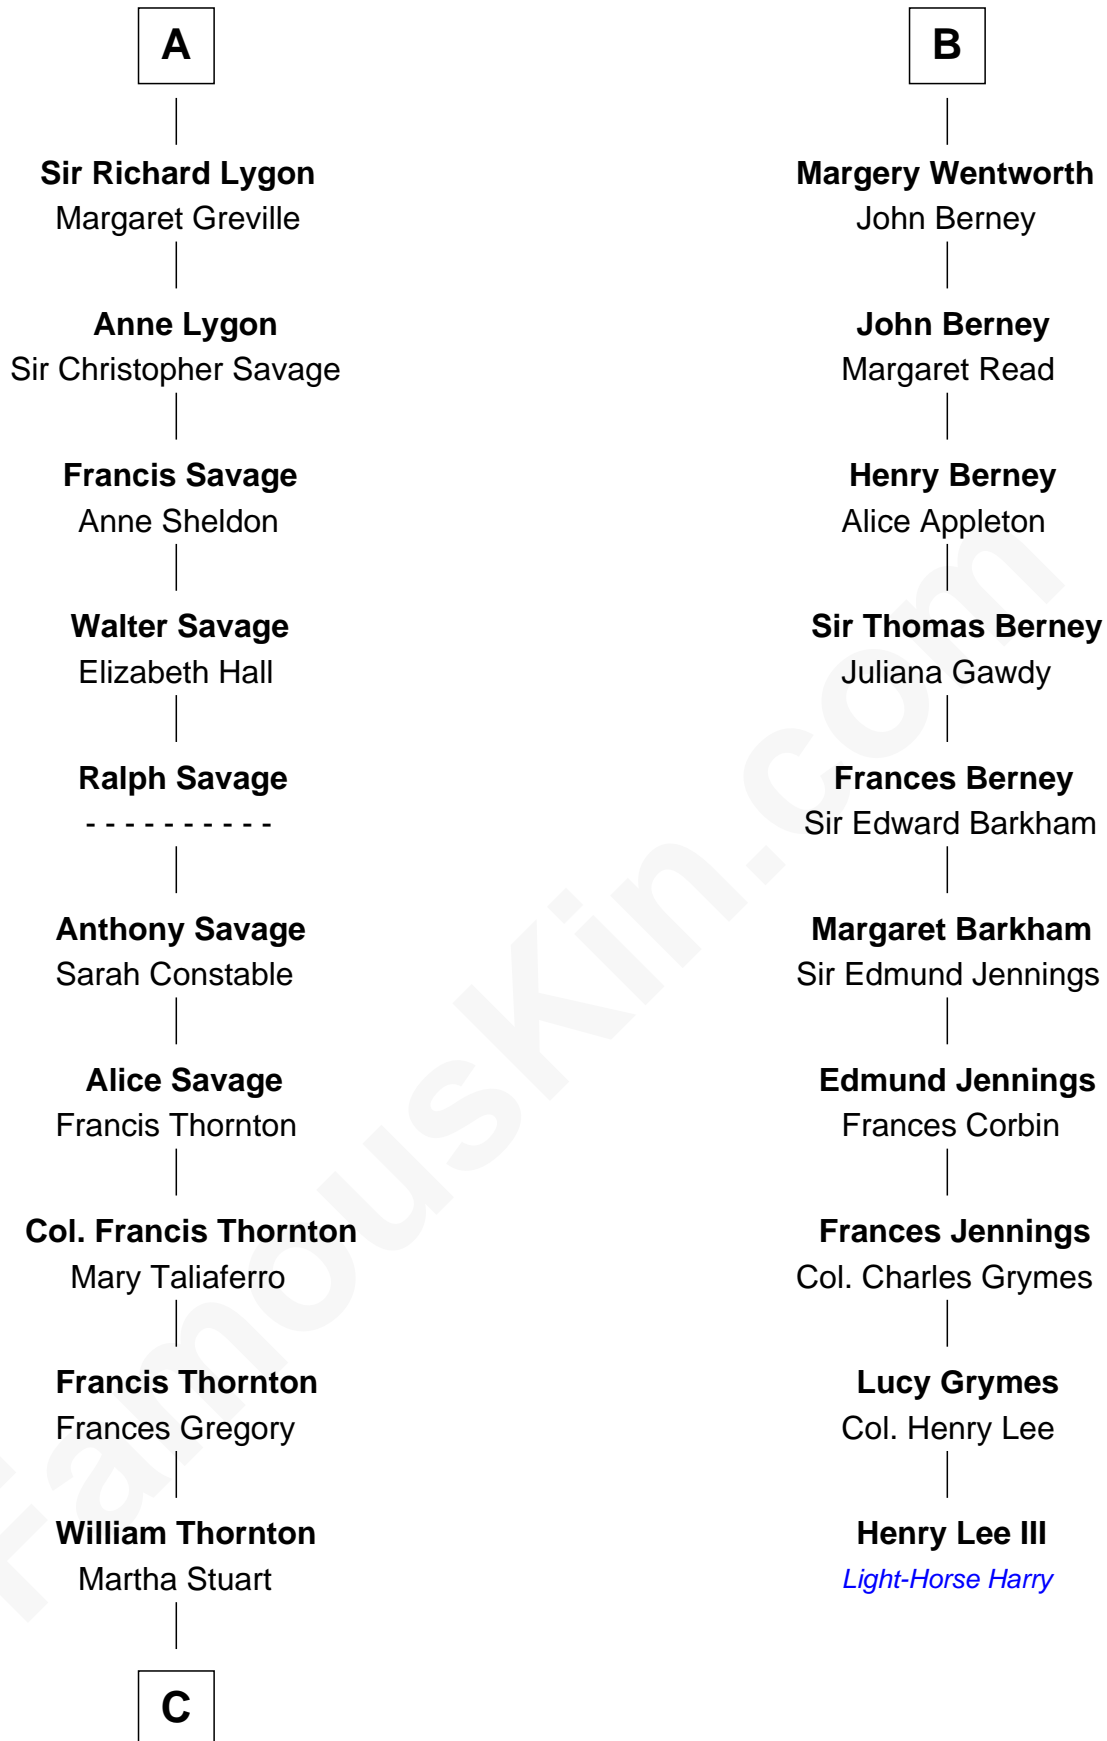 A
Sir Richard Lygon
Margaret Greville
Anne Lygon
Sir Christopher Savage
Francis Savage
Anne Sheldon
Walter Savage
Elizabeth Hall
Ralph Savage
- - - - - - - - - -
Anthony Savage
Sarah Constable
Alice Savage
Francis Thornton
Col. Francis Thornton
Mary Taliaferro
Francis Thornton
Frances Gregory
William Thornton
Martha Stuart
C
B
Margery Wentworth
John Berney
John Berney
Margaret Read
Henry Berney
Alice Appleton
Sir Thomas Berney
Juliana Gawdy
Frances Berney
Sir Edward Barkham
Margaret Barkham
Sir Edmund Jennings
Edmund Jennings
Frances Corbin
Frances Jennings
Col. Charles Grymes
Lucy Grymes
Col. Henry Lee
Henry Lee III
Light-Horse Harry
FamousKin.com